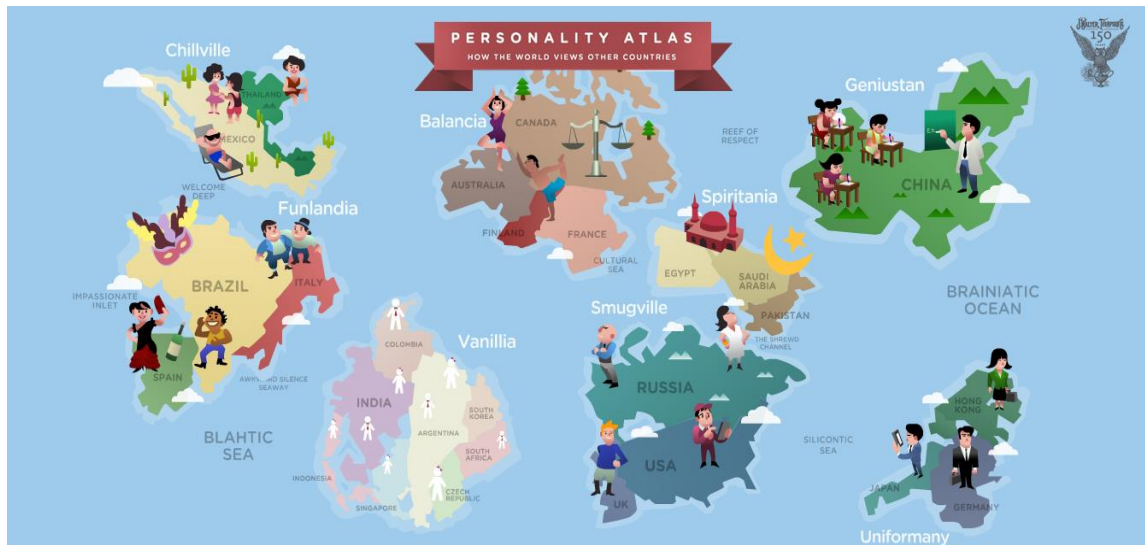 PERSONALITY ATLAS
HOW THE WORLD VIEWS OTHER COUNTRIES
150
Chillville
THAILAND
MEXICO
WELCOME
DEEP
Balancia
CANADA
AUSTRALIA
FINLAND
FRANCE
CULTURAL
SEA
REEF OF
RESPECT
Geniustan
CHINA
BRAINIATIC
OCEAN
Funlandia
BRAZIL
ITALY
IMPASSIONATE
INLET
SPAIN
AWKWARD SILENCE
SEAWAY
BLAHTIC
SEA
Spiritania
EGYPT
SAUDI
ARABIA
PAKISTAN
THE SHREWD
CHANNEL
Vanillia
COLOMBIA
INDIA
ARGENTINA
SOUTH
KOREA
SOUTH
AFRICA
INDONESIA
SINGAPORE
CZECH
REPUBLIC
Smugville
RUSSIA
USA
UK
SILICONTIC
SEA
HONG
KONG
JAPAN
GERMANY
Uniformany